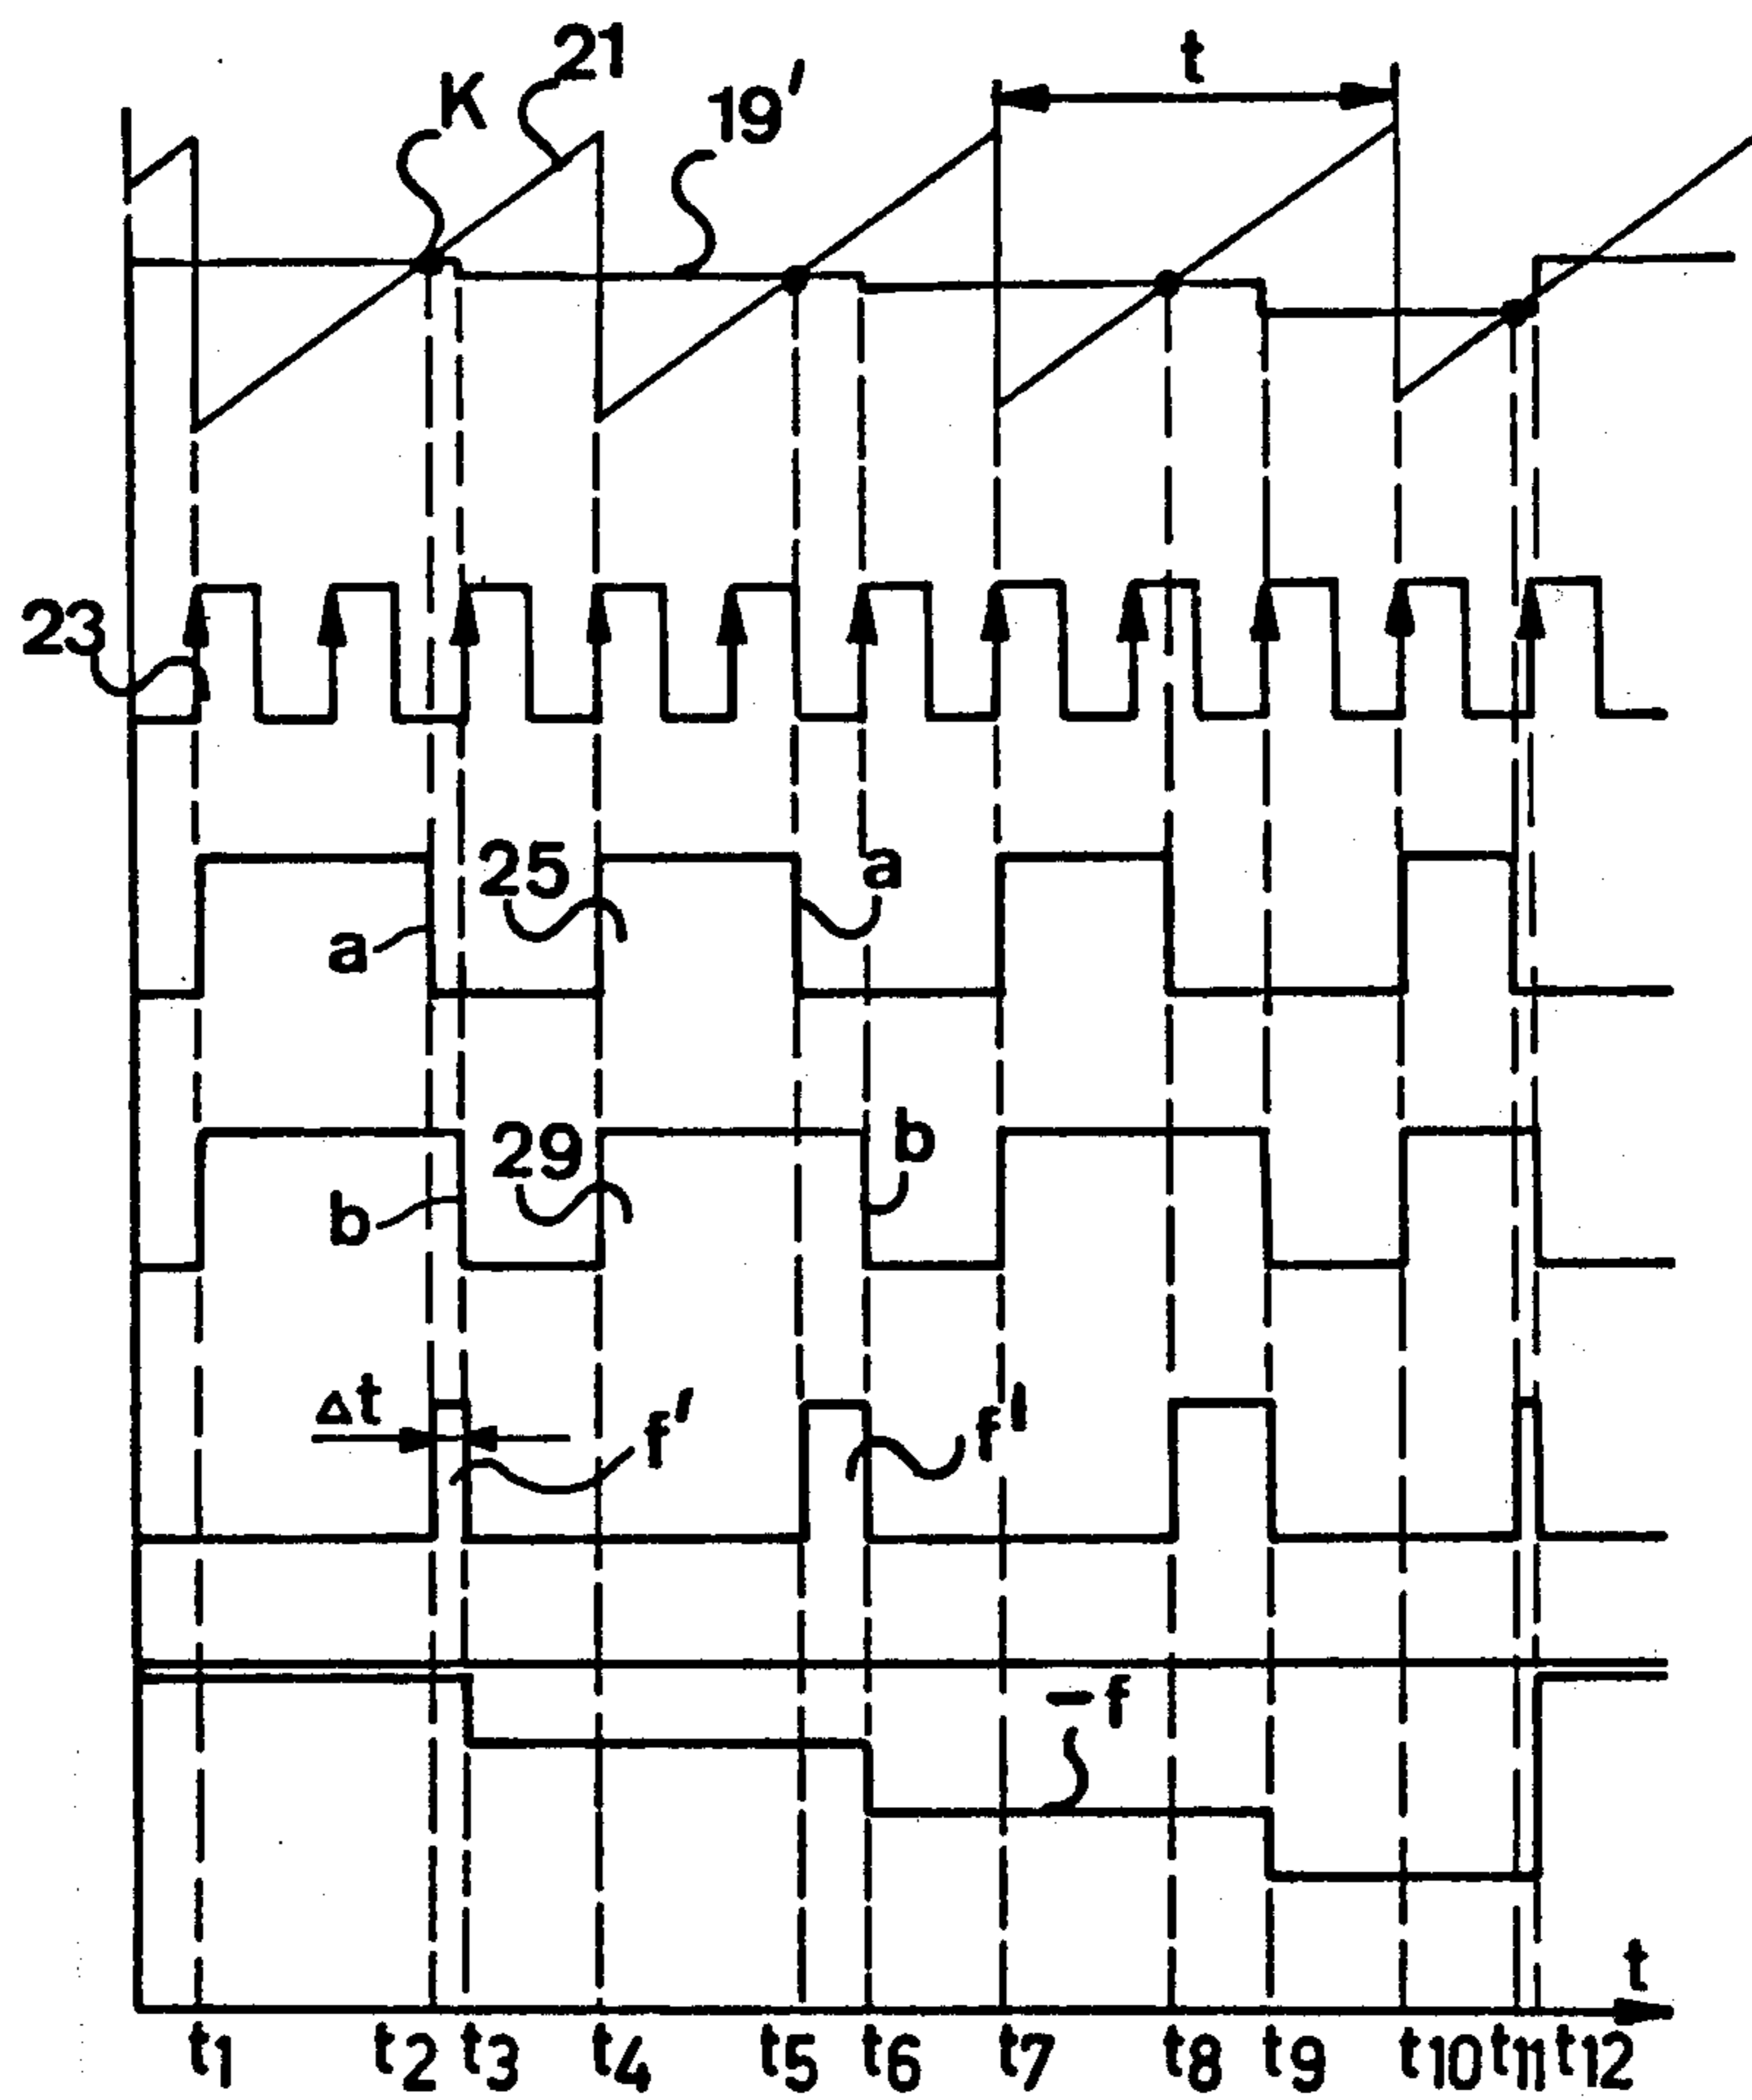 21
t
K
19'
23
25
a
a
29
b
b
Δt
f'
f'
-f
t
t1 t2 t3 t4 t5 t6 t7 t8 t9 t10 t11 t12